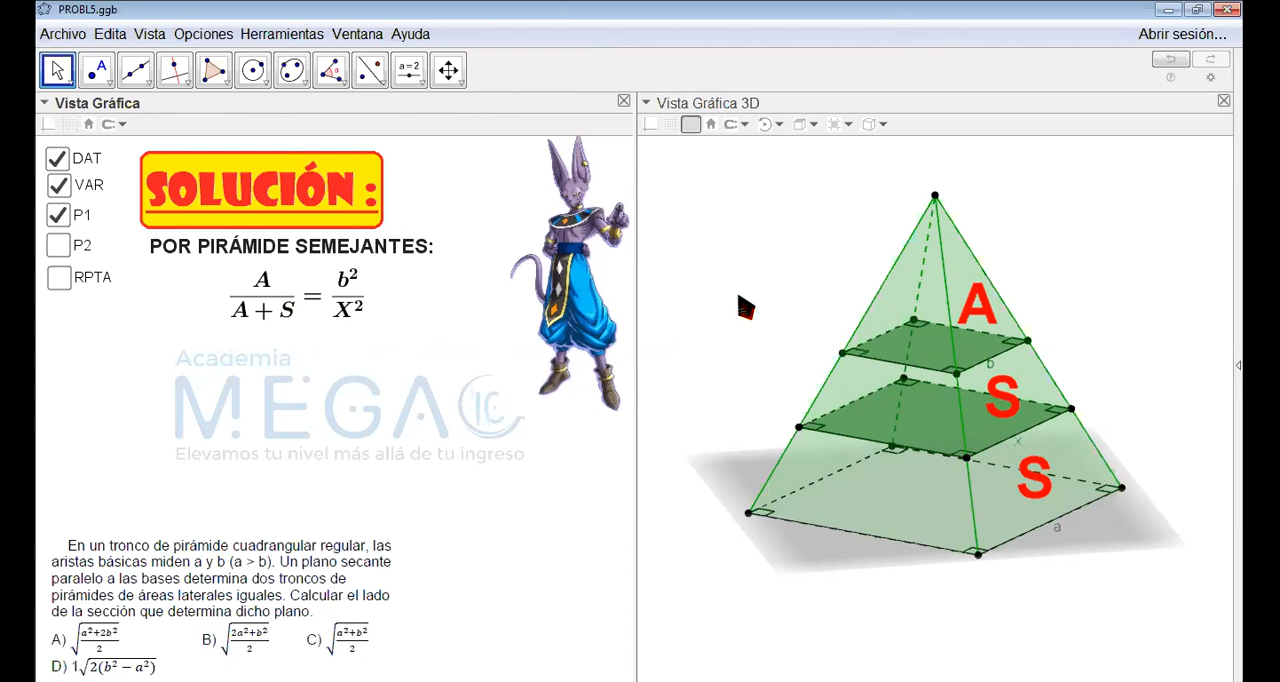 PROBL5.ggb
Archivo Edita Vista Opciones Herramientas Ventana Ayuda
Abrir sesión...
A
a=2
Vista Gráfica
Vista Gráfica 3D
DAT
VAR
P1
P2
RPTA
SOLUCIÓN :
POR PIRÁMIDE SEMEJANTES:
A / (A + S) = b² / X²
Academia
MEGA 10
Elevamos tu nivel más allá de tu ingreso
A
b
S
x
S
a
En un tronco de pirámide cuadrangular regular, las
aristas básicas miden a y b (a > b). Un plano secante
paralelo a las bases determina dos troncos de
pirámides de áreas laterales iguales. Calcular el lado
de la sección que determina dicho plano.
A) √((a²+2b²)/2) B) √((2a²+b²)/2) C) √((a²+b²)/2)
D) 1√(2(b² − a²))